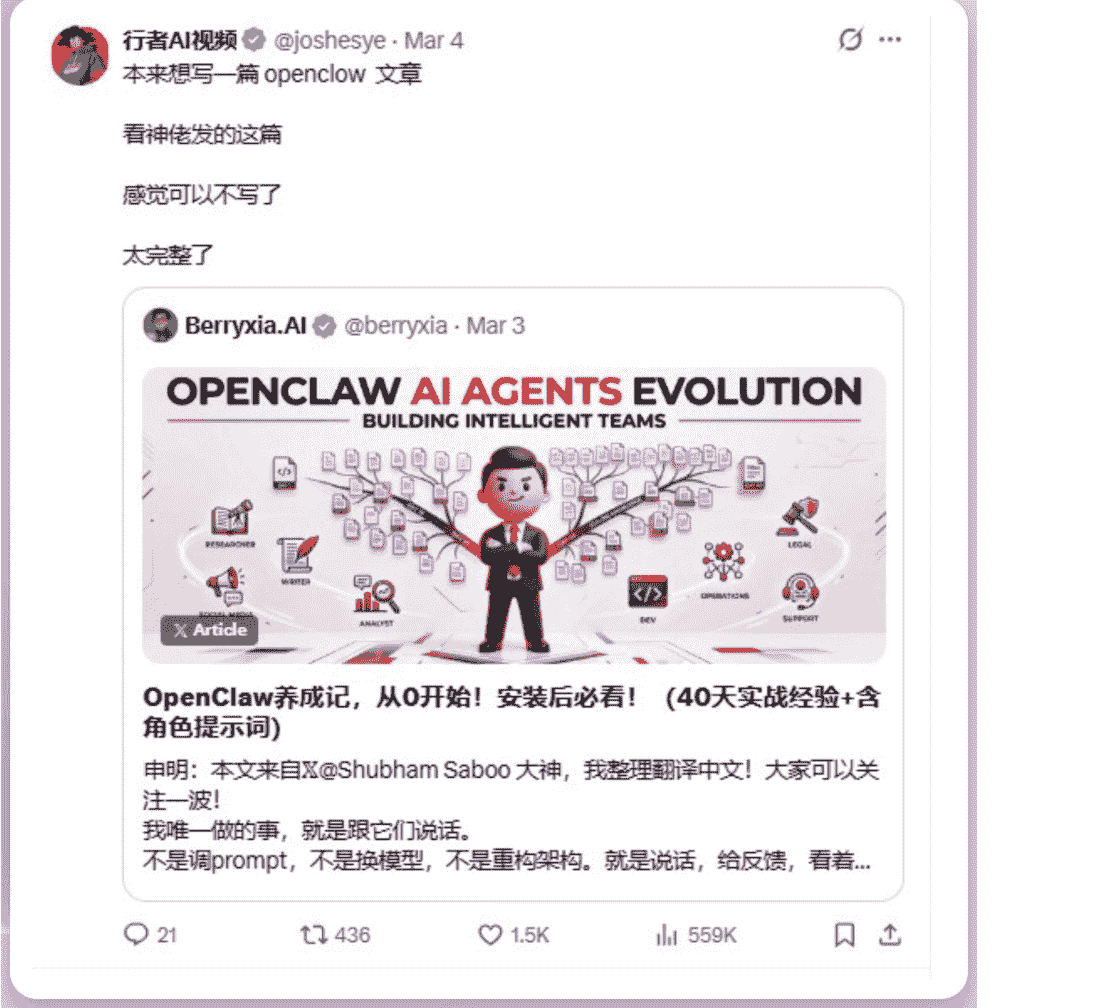 行者AI视频 @joshesye · Mar 4
本来想写一篇 openclow 文章
看神佬发的这篇
感觉可以不写了
太完整了
Berryxia.AI @berryxia · Mar 3
OPENCLAW AI AGENTS EVOLUTION
BUILDING INTELLIGENT TEAMS
RESEARCHER
WRITER
SOCIAL MEDIA
ANALYST
DEV
OPERATIONS
LEGAL
SUPPORT
X Article
OpenClaw养成记，从0开始！安装后必看！（40天实战经验+含
角色提示词)
申明：本文来自𝕏@Shubham Saboo 大神，我整理翻译中文！大家可以关
注一波！
我唯一做的事，就是跟它们说话。
不是调prompt，不是换模型，不是重构架构。就是说话，给反馈，看着...
21 436 1.5K 559K